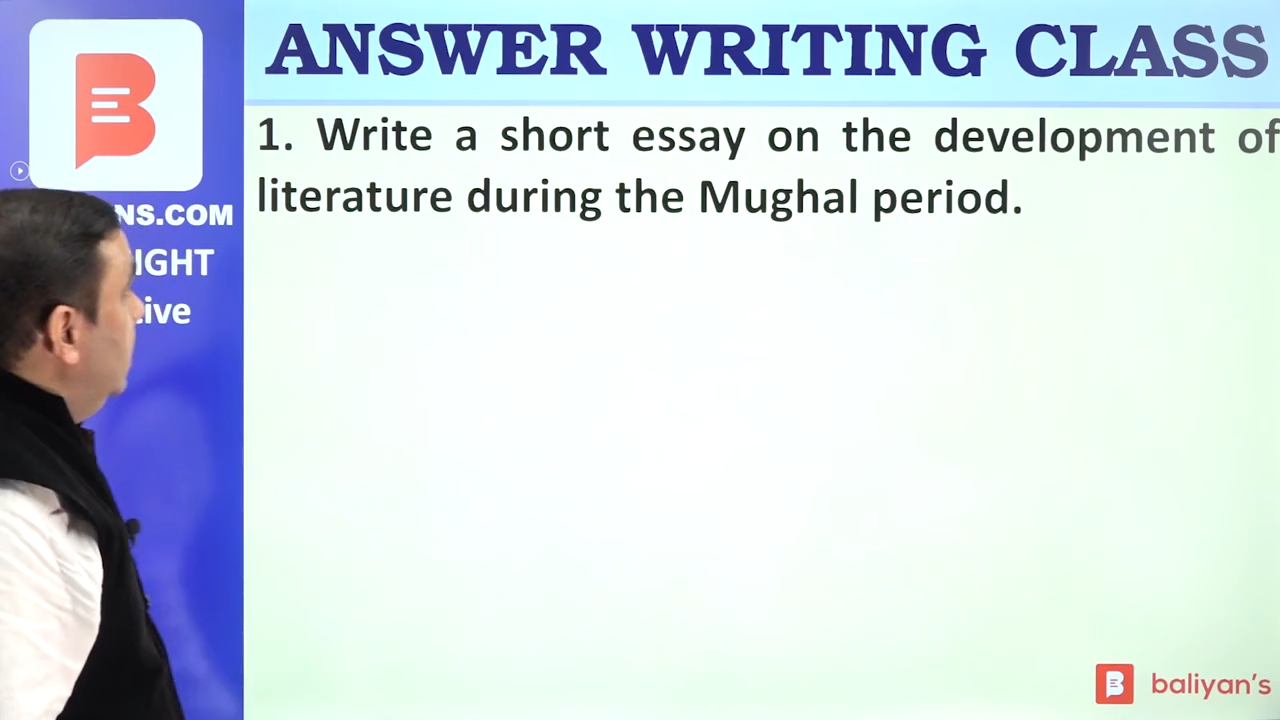 ANSWER WRITING CLASS
1. Write a short essay on the development of
literature during the Mughal period.
NS.COM
IGHT
ive
baliyan's